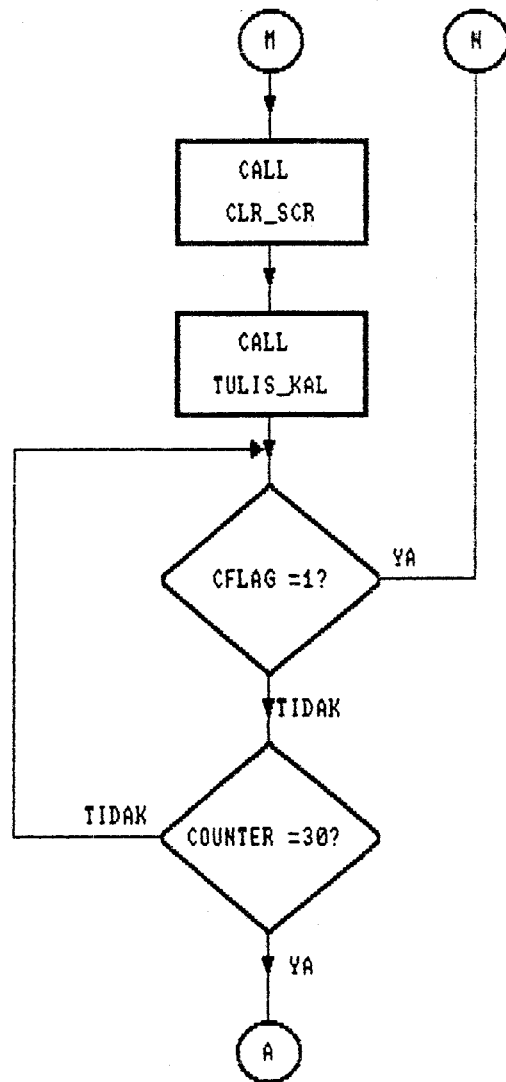 M
N
CALL
CLR_SCR
CALL
TULIS_KAL
CFLAG =1?
YA
TIDAK
COUNTER =30?
TIDAK
YA
A